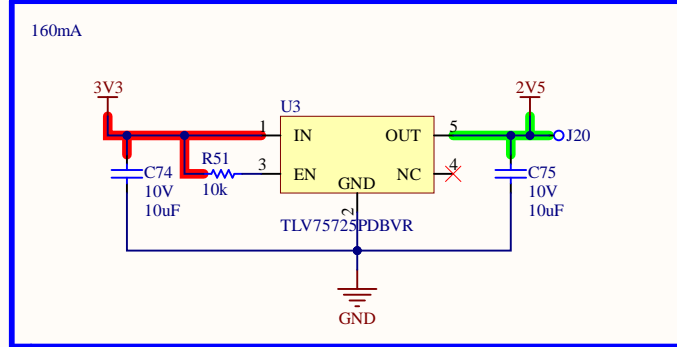 160mA
3V3
2V5
U3
1
IN
OUT
5
J20
C74
10V
10uF
R51
10k
3
EN
NC
4
C75
10V
10uF
GND
2
TLV75725PDBVR
GND